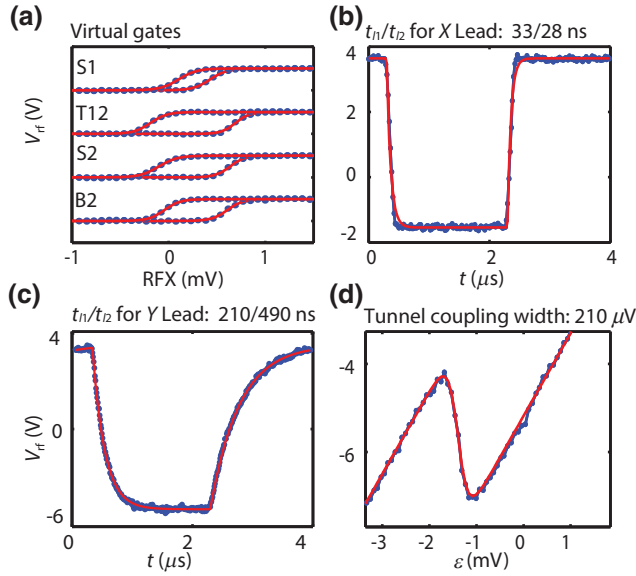 (a) Virtual gates
S1
T12
S2
B2
V_rf (V)
-1 0 1
RFX (mV)
(b) t_l1/t_l2 for X Lead: 33/28 ns
4
2
0
-2
0 2 4
t (μs)
(c) t_l1/t_l2 for Y Lead: 210/490 ns
4
0
-6
V_rf (V)
0 2 4
t (μs)
(d) Tunnel coupling width: 210 μV
-4
-6
-3 -2 -1 0 1
ε (mV)